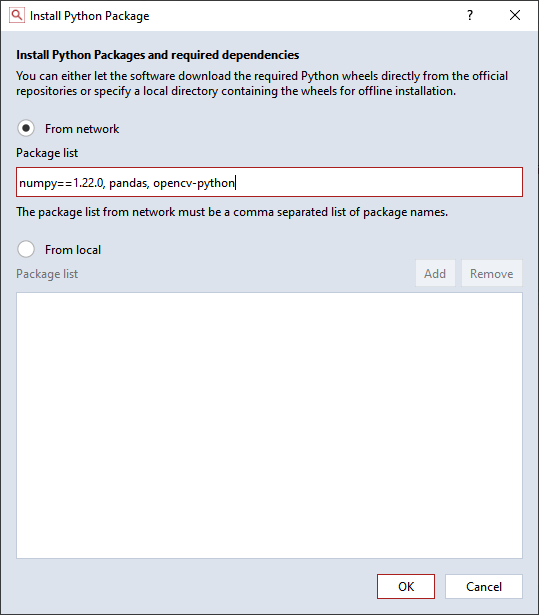 Install Python Package
?
Install Python Packages and required dependencies
You can either let the software download the required Python wheels directly from the official
repositories or specify a local directory containing the wheels for offline installation.
From network
Package list
numpy==1.22.0, pandas, opencv-python
The package list from network must be a comma separated list of package names.
From local
Package list
Add
Remove
OK
Cancel